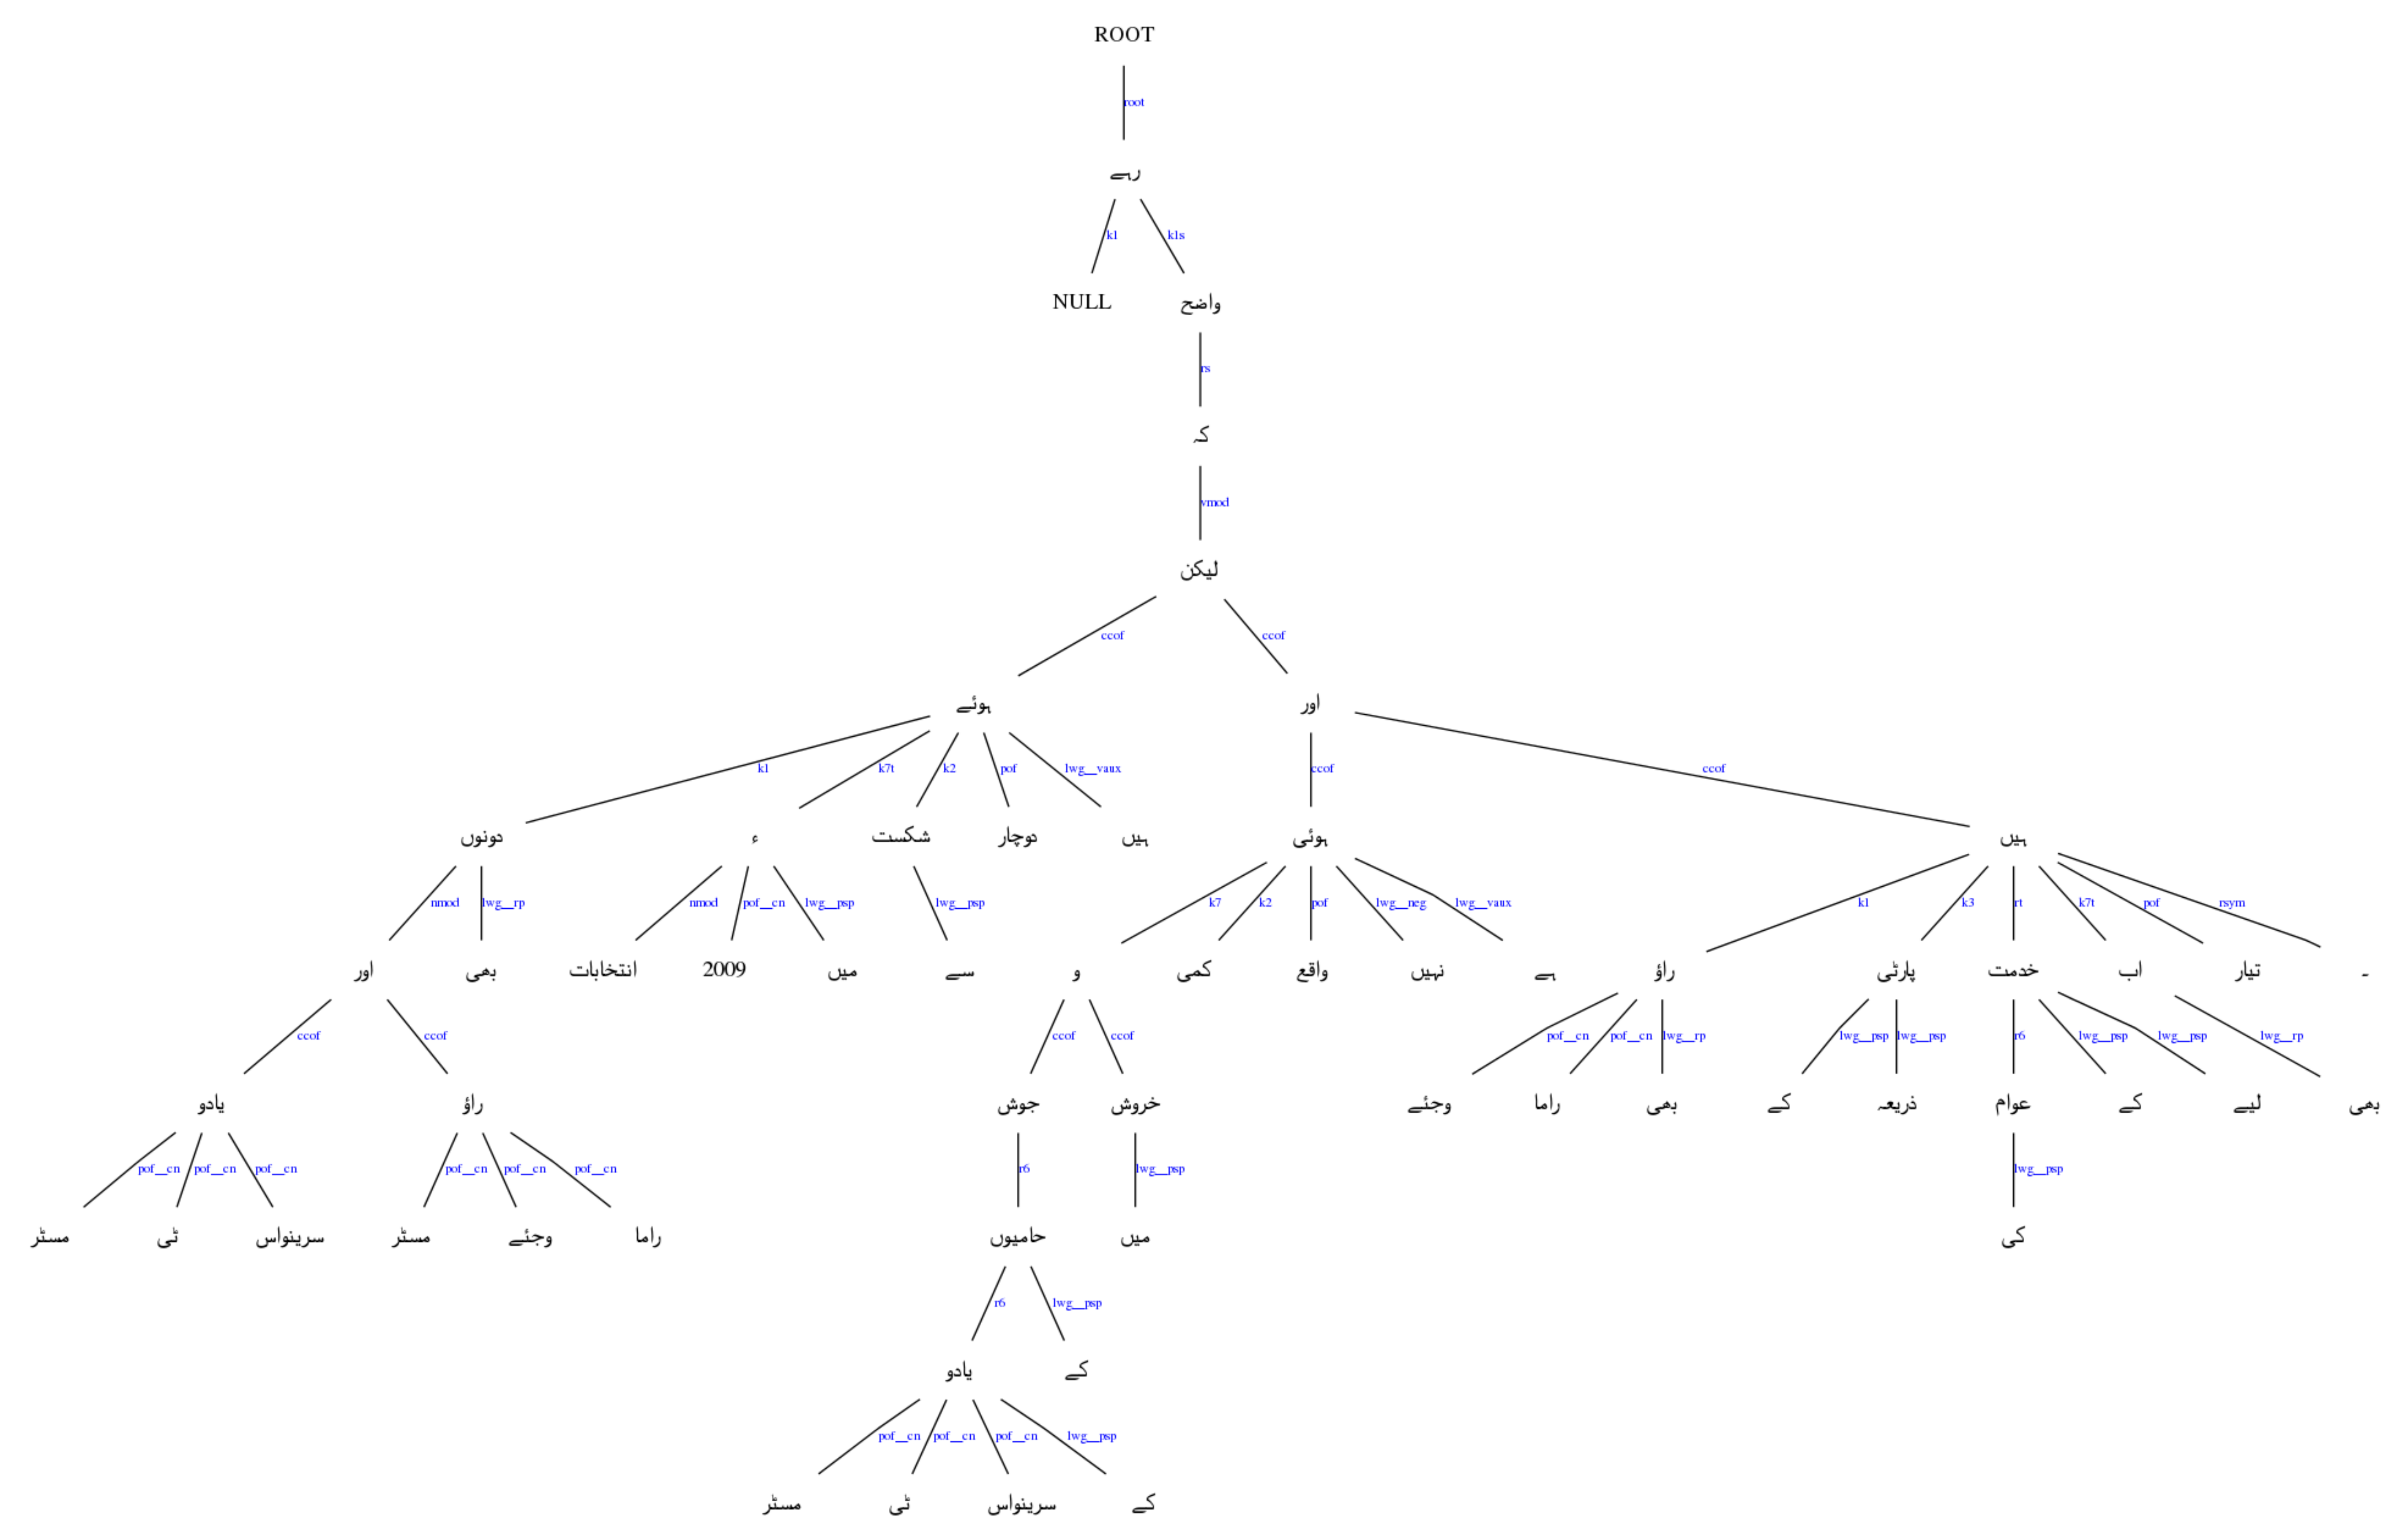 ROOT
root
رہے
k1 k1s
NULL واضح
rs
کہ
vmod
لیکن
ccof ccof
ہوئے اور
k1 k7t k2 pof lwg__vaux ccof ccof
دونوں ء شکست دوچار ہیں ہوئی ہیں
nmod lwg__rp nmod pof__cn lwg__psp lwg__psp k7 k2 pof lwg__neg lwg__vaux k1 k3 rt k7t pof rsym
اور بھی انتخابات 2009 میں سے و کمی واقع نہیں ہے راؤ پارٹی خدمت اب تیار ۔
ccof ccof ccof ccof pof__cn pof__cn lwg__rp lwg__psp lwg__psp r6 lwg__psp lwg__psp lwg__rp
یادو راؤ جوش خروش وجئے راما بھی کے ذریعہ عوام کے لیے بھی
pof__cn pof__cn pof__cn pof__cn pof__cn pof__cn r6 lwg__psp lwg__psp
مسٹر ٹی سرینواس مسٹر وجئے راما حامیوں میں کی
r6 lwg__psp
یادو کے
pof__cn pof__cn pof__cn lwg__psp
مسٹر ٹی سرینواس کے